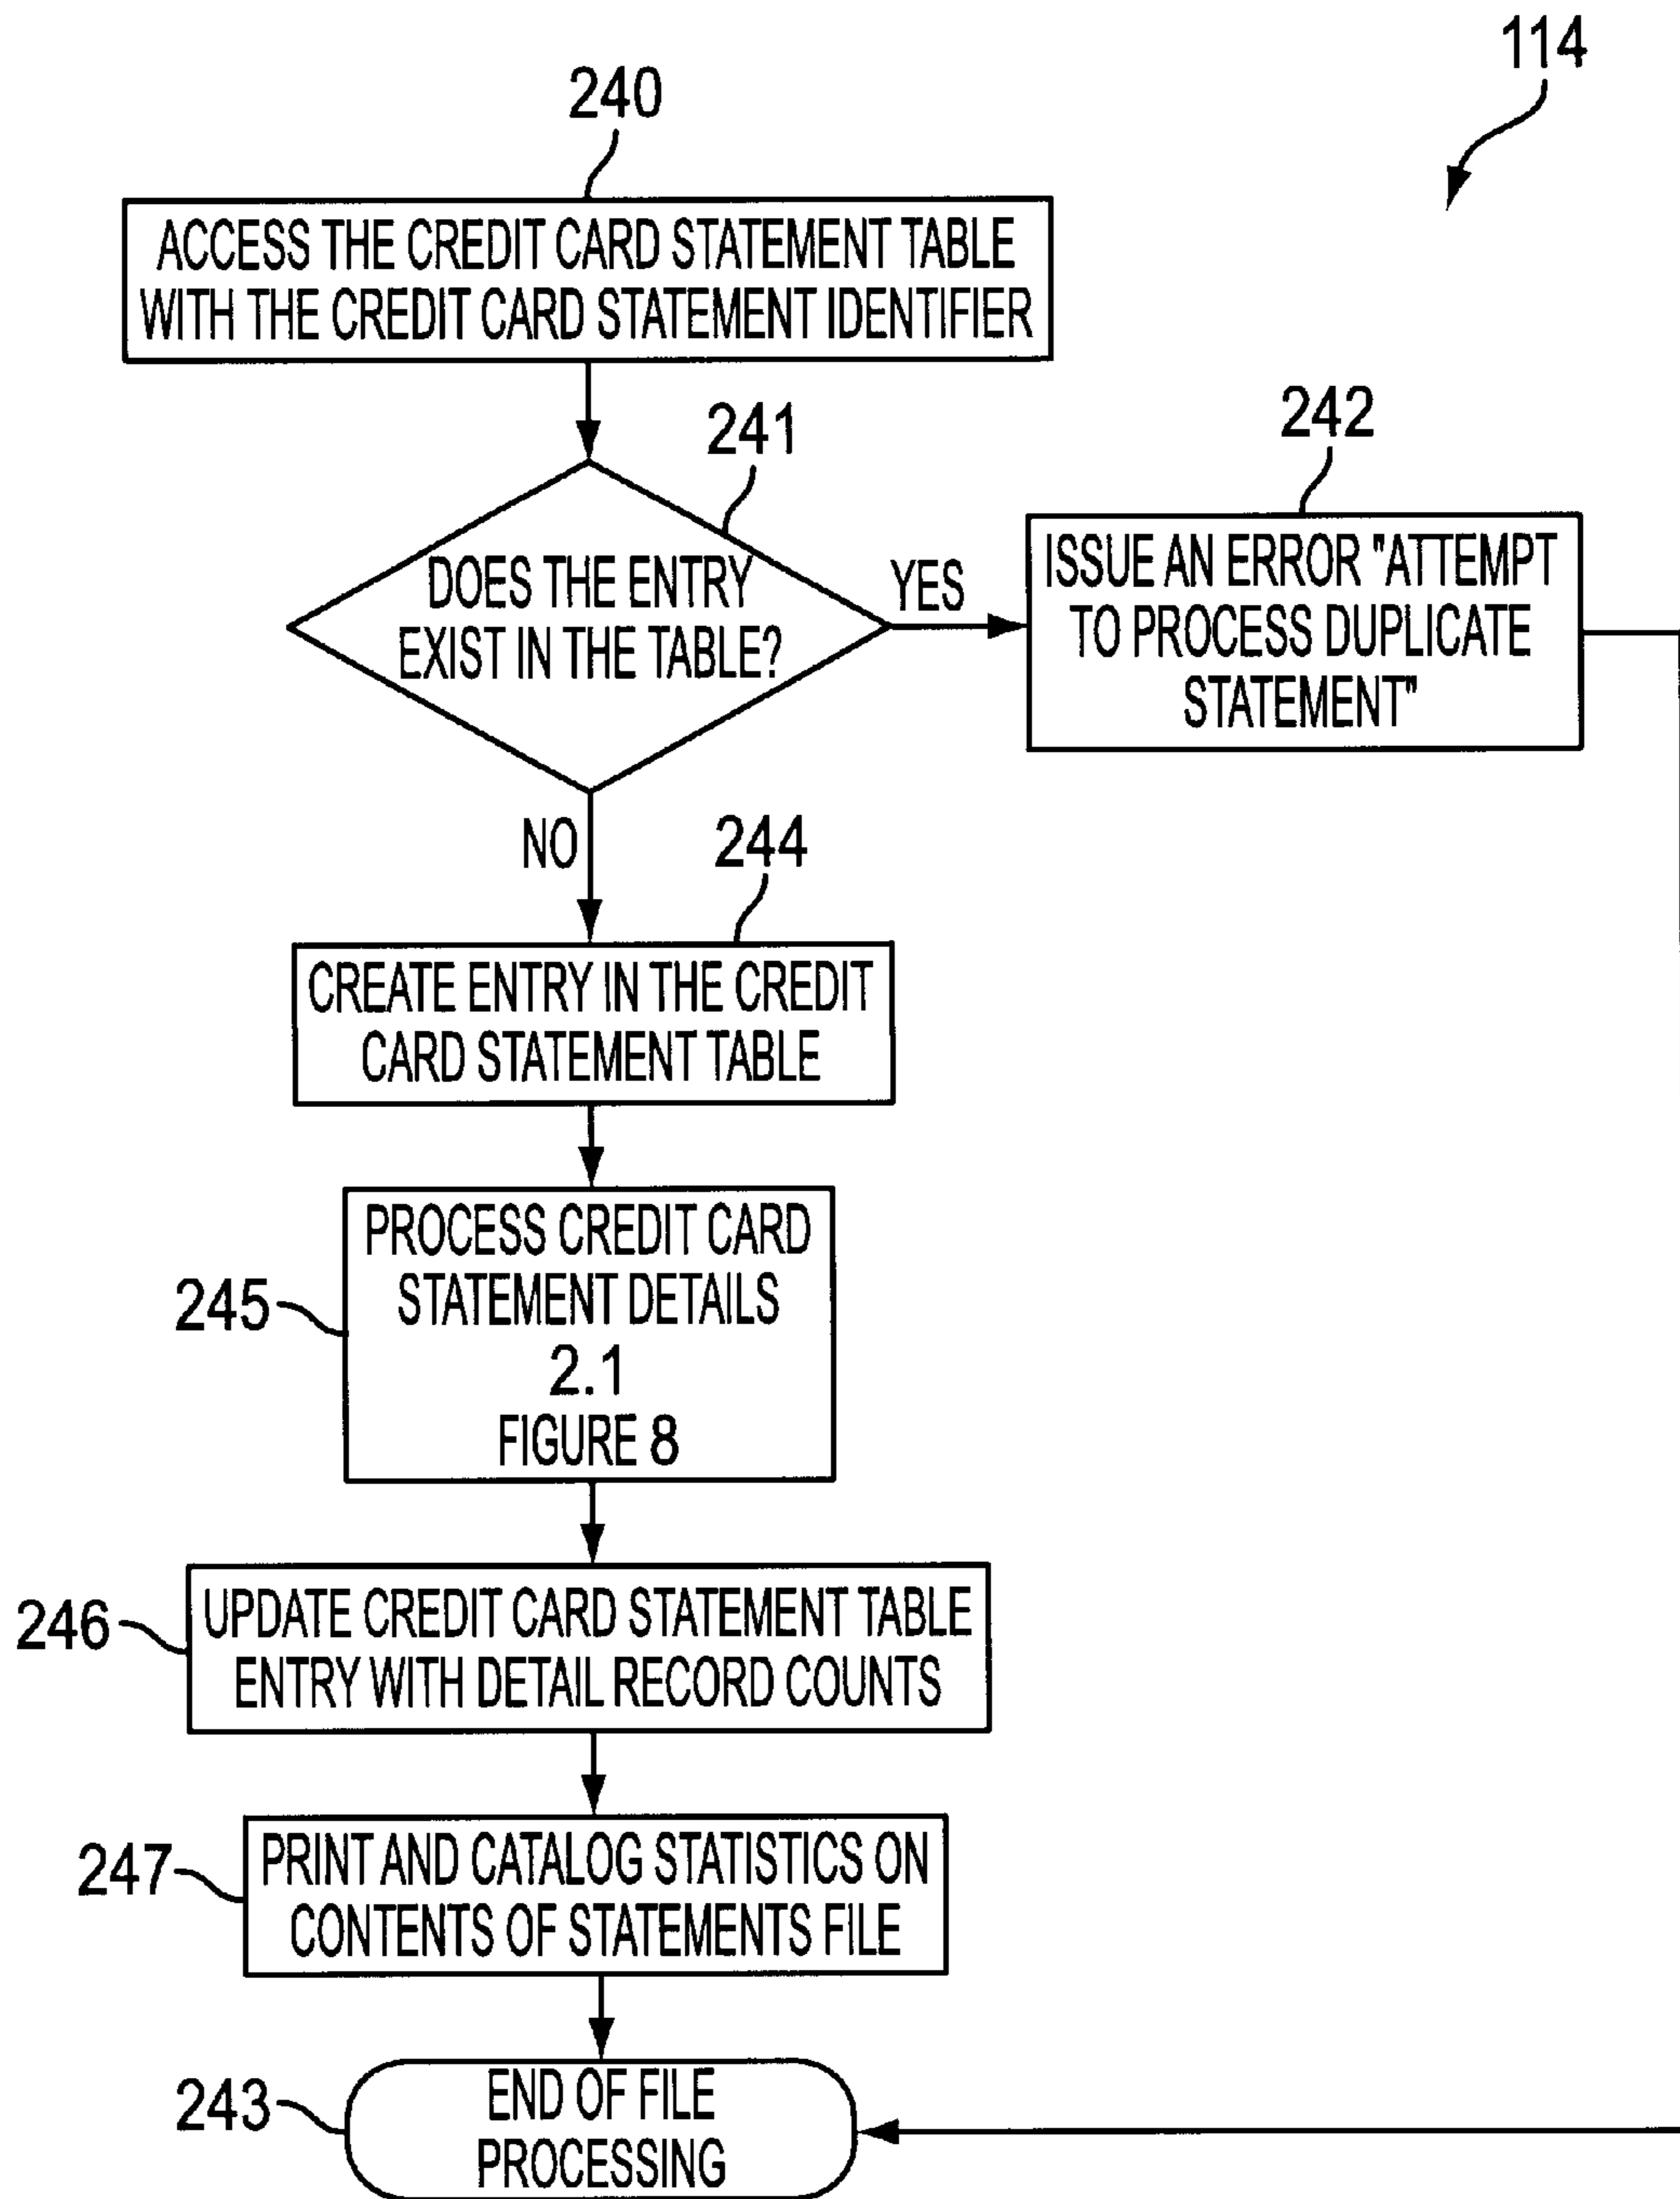 114
240
ACCESS THE CREDIT CARD STATEMENT TABLE
WITH THE CREDIT CARD STATEMENT IDENTIFIER
241
DOES THE ENTRY
EXIST IN THE TABLE?
YES
242
ISSUE AN ERROR "ATTEMPT
TO PROCESS DUPLICATE
STATEMENT"
NO
244
CREATE ENTRY IN THE CREDIT
CARD STATEMENT TABLE
245
PROCESS CREDIT CARD
STATEMENT DETAILS
2.1
FIGURE 8
246
UPDATE CREDIT CARD STATEMENT TABLE
ENTRY WITH DETAIL RECORD COUNTS
247
PRINT AND CATALOG STATISTICS ON
CONTENTS OF STATEMENTS FILE
243
END OF FILE
PROCESSING